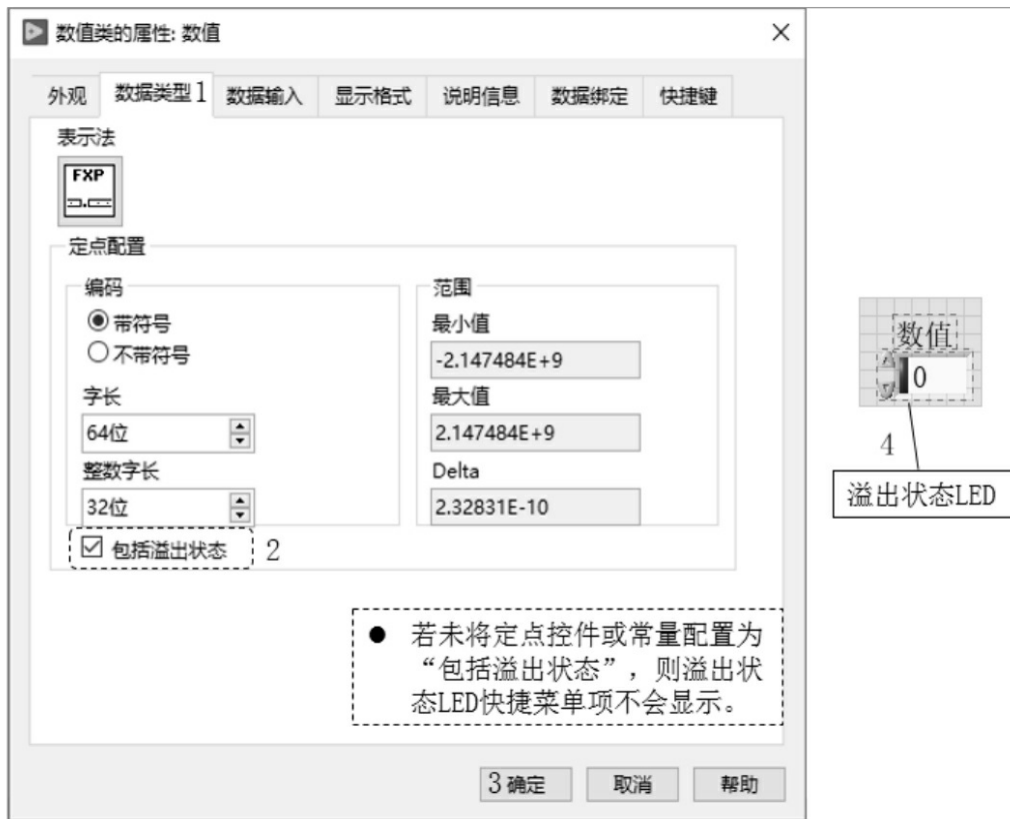 数值类的属性: 数值
外观 数据类型1 数据输入 显示格式 说明信息 数据绑定 快捷键
表示法
FXP
定点配置
编码
带符号
不带符号
字长
64位
整数字长
32位
包括溢出状态 2
范围
最小值
-2.147484E+9
最大值
2.147484E+9
Delta
2.32831E-10
● 若未将定点控件或常量配置为
“包括溢出状态”，则溢出状
态LED快捷菜单项不会显示。
3 确定 取消 帮助
数值
0
4
溢出状态LED